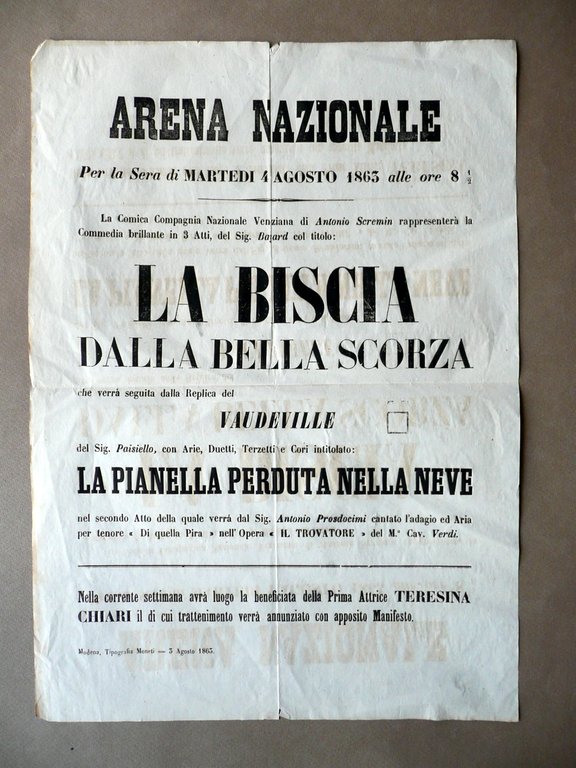 ARENA NAZIONALE
Per la Sera di MARTEDI 4 AGOSTO 1863 alle ore 8 ½
La Comica Compagnia Nazionale Venziana di Antonio Scremin rappresenterà la
Commedia brillante in 3 Atti, del Sig. Bajard col titolo:
LA BISCIA
DALLA BELLA SCORZA
che verrà seguita dalla Replica del
VAUDEVILLE
del Sig. Paisiello, con Arie, Duetti, Terzetti e Cori intitolato:
LA PIANELLA PERDUTA NELLA NEVE
nel secondo Atto della quale verrà dal Sig. Antonio Prosdocimi cantato l'adagio ed Aria
per tenore « Di quella Pira » nell'Opera « IL TROVATORE » del M.° Cav. Verdi.
Nella corrente settimana avrà luogo la beneficiata della Prima Attrice TERESINA
CHIARI il di cui trattenimento verrà annunziato con apposito Manifesto.
Modena, Tipografia Moneti — 3 Agosto 1863.